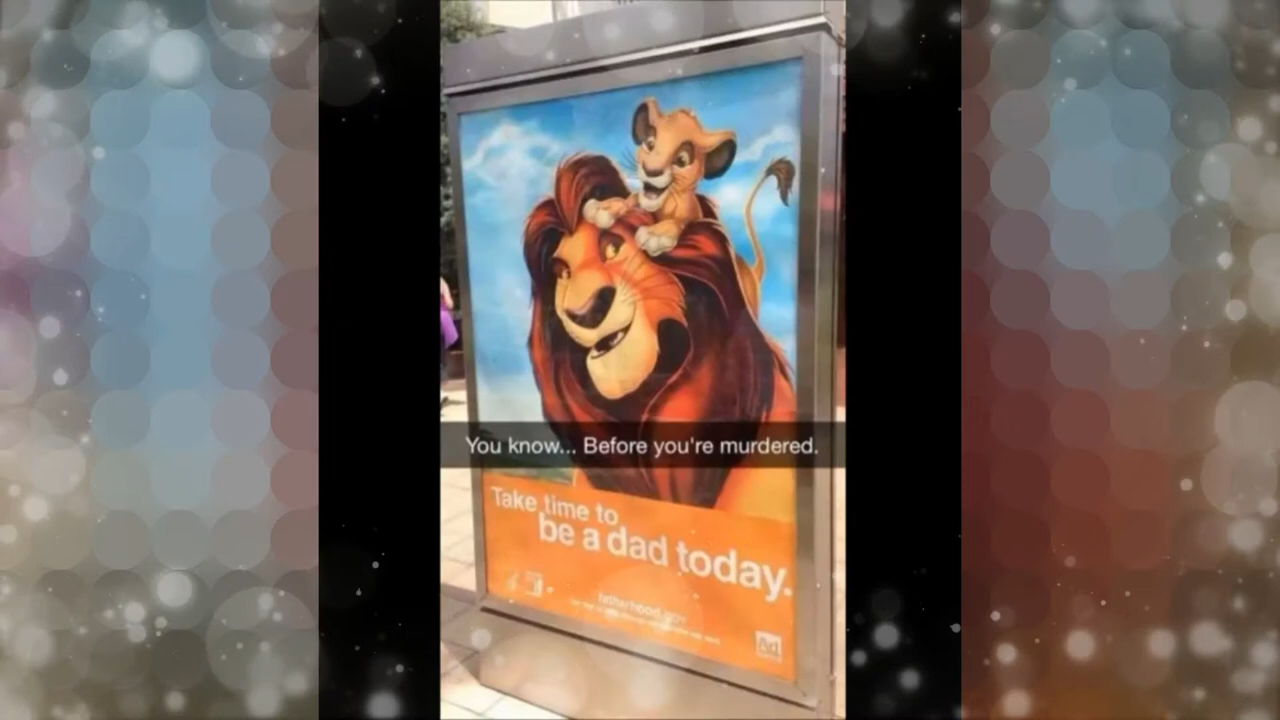 You know... Before you're murdered.
Take time to
be a dad today.
fatherhood.gov
Ad